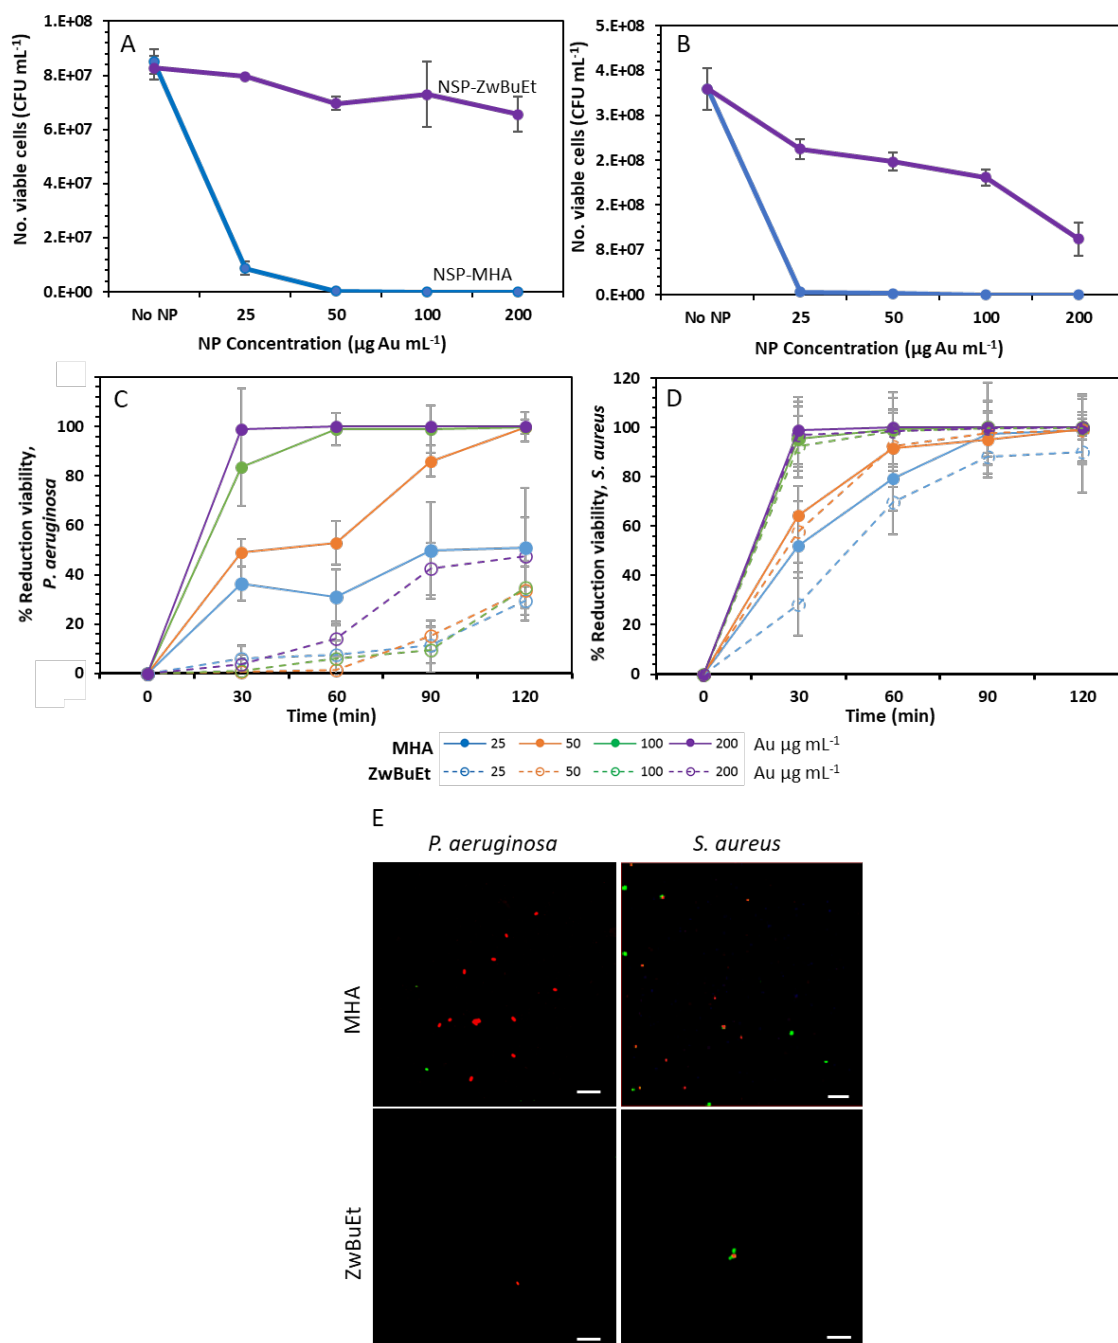 A
No. viable cells (CFU mL-1)
1.E+08
8.E+07
6.E+07
4.E+07
2.E+07
0.E+00
NSP-ZwBuEt
NSP-MHA
No NP 25 50 100 200
NP Concentration (µg Au mL-1)
B
No. viable cells (CFU mL-1)
5.E+08
4.E+08
3.E+08
2.E+08
2.E+08
8.E+07
0.E+00
No NP 25 50 100 200
NP Concentration (µg Au mL-1)
C
% Reduction viability,
P. aeruginosa
100
80
60
40
20
0
0 30 60 90 120
Time (min)
D
% Reduction viability, S. aureus
120
100
80
60
40
20
0
0 30 60 90 120
Time (min)
MHA 25 50 100 200 Au µg mL-1
ZwBuEt 25 50 100 200 Au µg mL-1
E
P. aeruginosa S. aureus
MHA
ZwBuEt